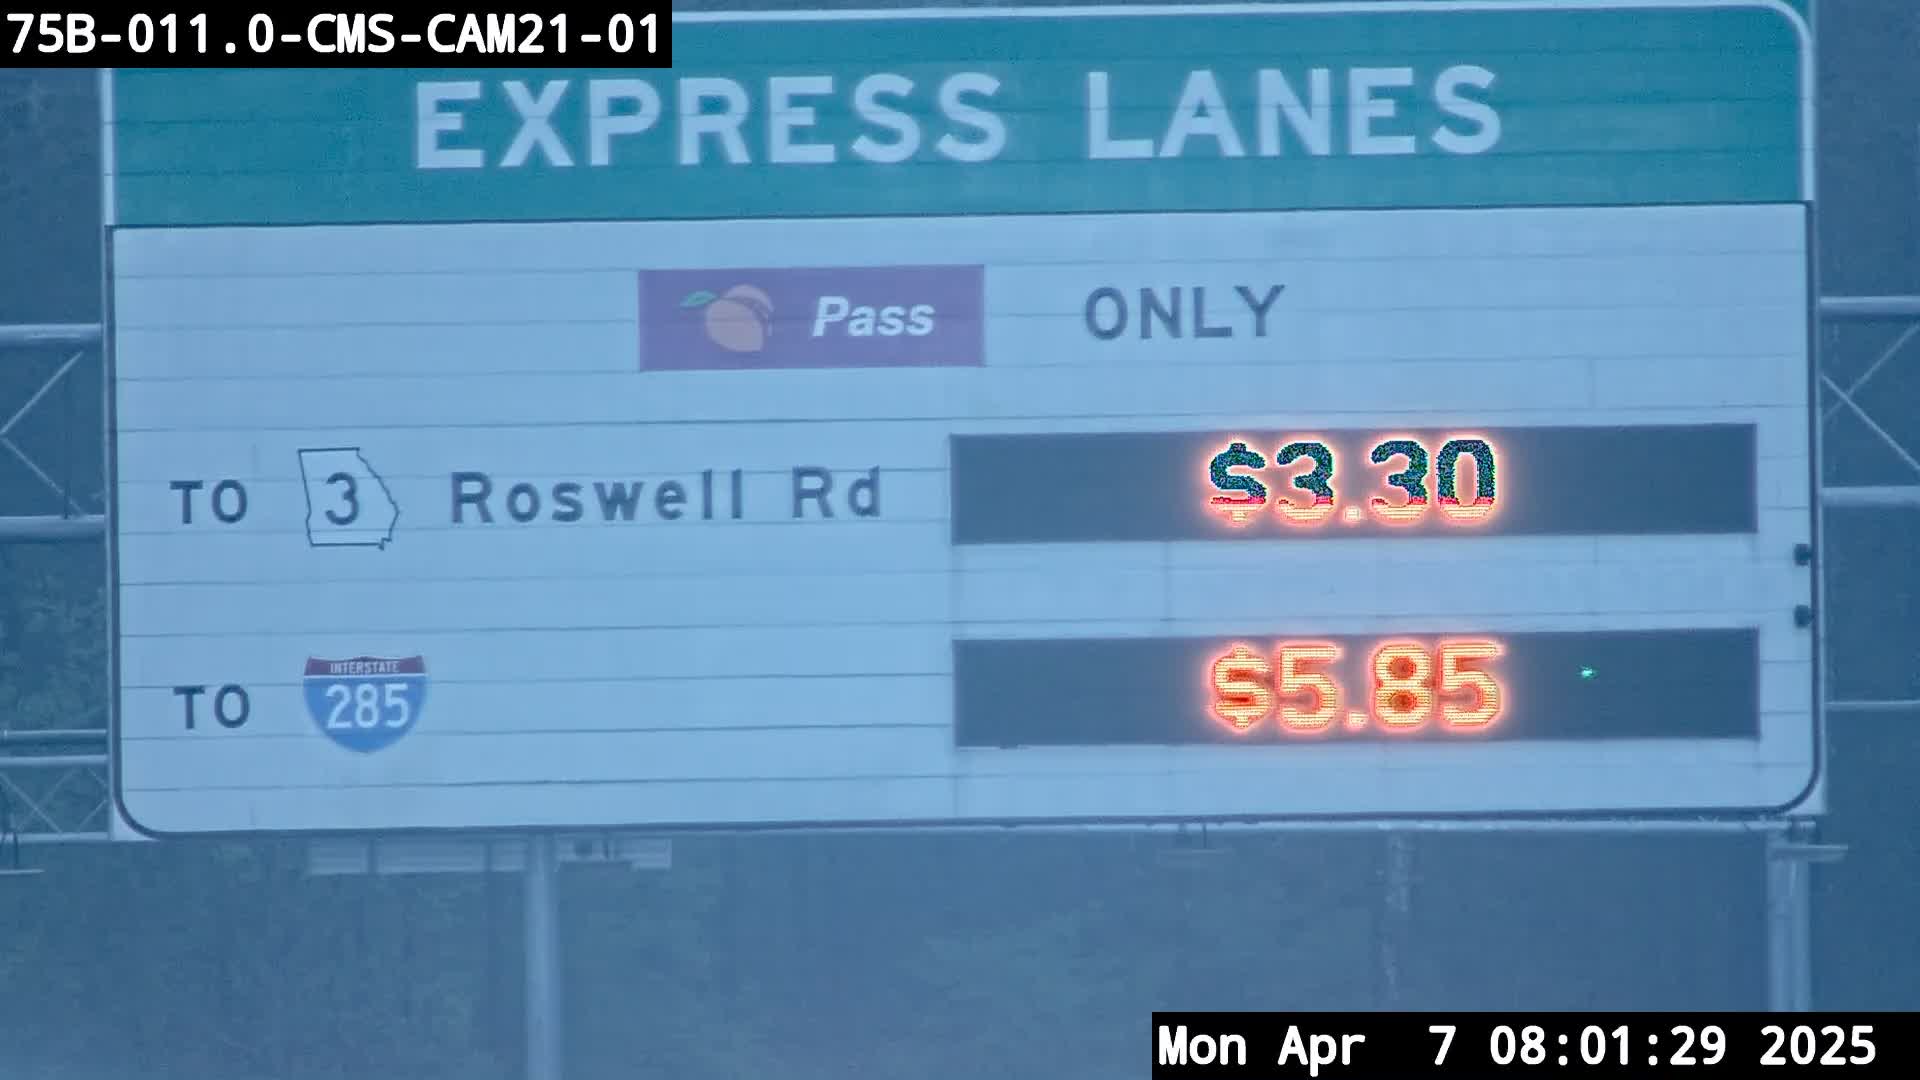 75B-011.0-CMS-CAM21-01
EXPRESS LANES
Pass ONLY
TO 3 Roswell Rd $3.30
INTERSTATE
TO 285 $5.85
Mon Apr 7 08:01:29 2025